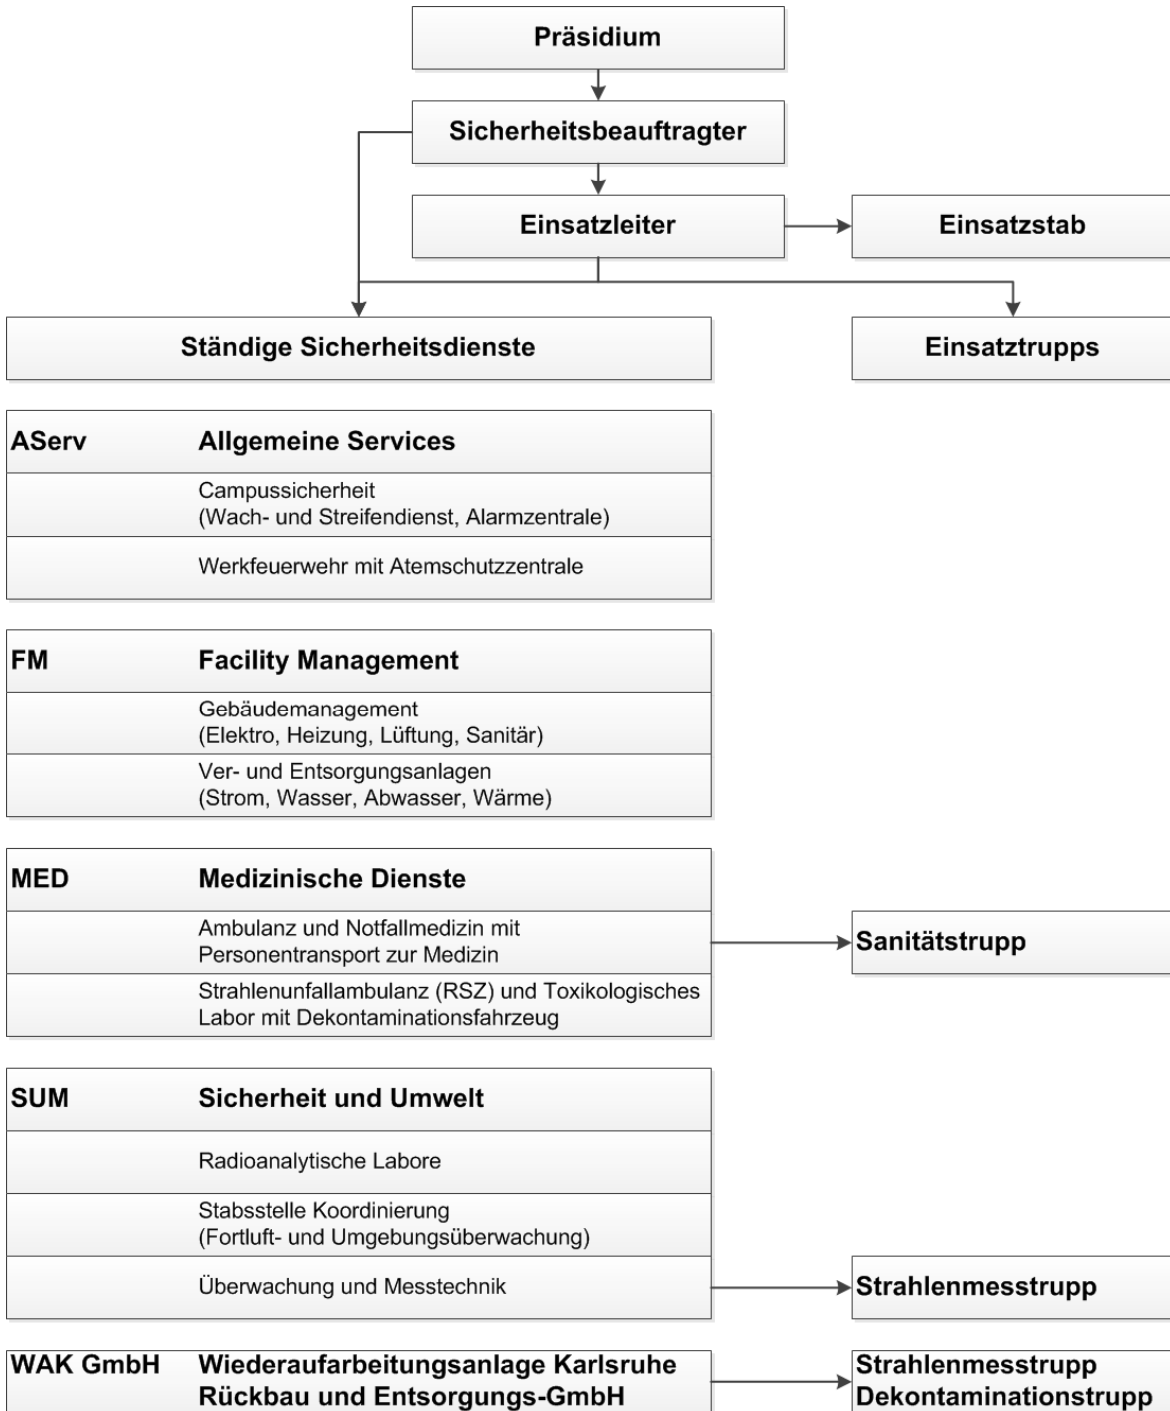 Präsidium
Sicherheitsbeauftragter
Einsatzleiter
Einsatzstab
Ständige Sicherheitsdienste
Einsatztrupps
AServ Allgemeine Services
Campussicherheit
(Wach- und Streifendienst, Alarmzentrale)
Werkfeuerwehr mit Atemschutzzentrale
FM Facility Management
Gebäudemanagement
(Elektro, Heizung, Lüftung, Sanitär)
Ver- und Entsorgungsanlagen
(Strom, Wasser, Abwasser, Wärme)
MED Medizinische Dienste
Ambulanz und Notfallmedizin mit
Personentransport zur Medizin
Sanitätstrupp
Strahlenunfallambulanz (RSZ) und Toxikologisches
Labor mit Dekontaminationsfahrzeug
SUM Sicherheit und Umwelt
Radioanalytische Labore
Stabsstelle Koordinierung
(Fortluft- und Umgebungsüberwachung)
Überwachung und Messtechnik
Strahlenmesstrupp
WAK GmbH Wiederaufarbeitungsanlage Karlsruhe
Rückbau und Entsorgungs-GmbH
Strahlenmesstrupp
Dekontaminationstrupp